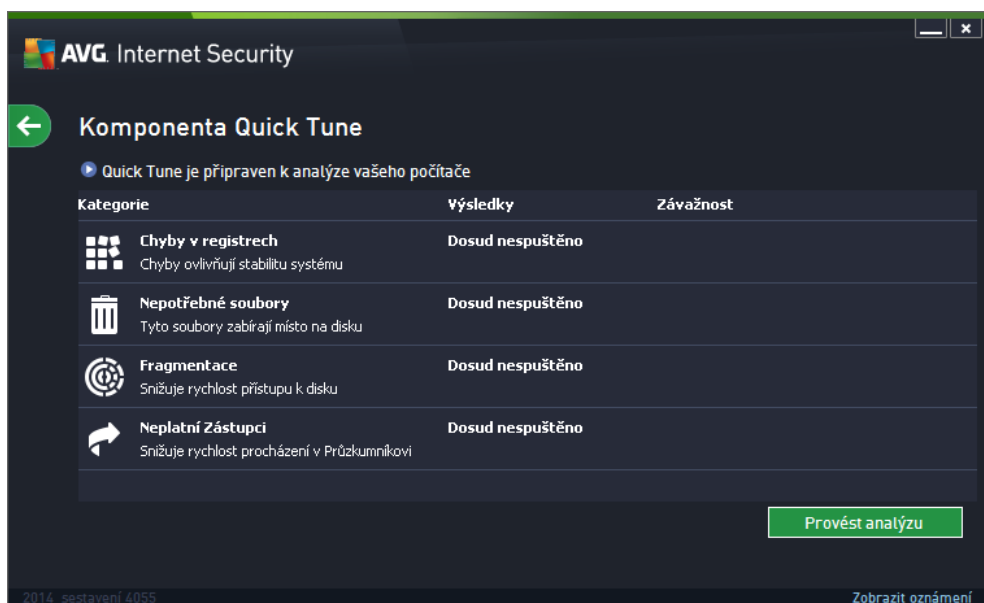 AVG. Internet Security
Komponenta Quick Tune
Quick Tune je připraven k analýze vašeho počítače
Kategorie Výsledky Závažnost
Chyby v registrech Dosud nespuštěno
Chyby ovlivňují stabilitu systému
Nepotřebné soubory Dosud nespuštěno
Tyto soubory zabírají místo na disku
Fragmentace Dosud nespuštěno
Snižuje rychlost přístupu k disku
Neplatní Zástupci Dosud nespuštěno
Snižuje rychlost procházení v Průzkumníkovi
Provést analýzu
2014 sestavení 4055 Zobrazit oznámení